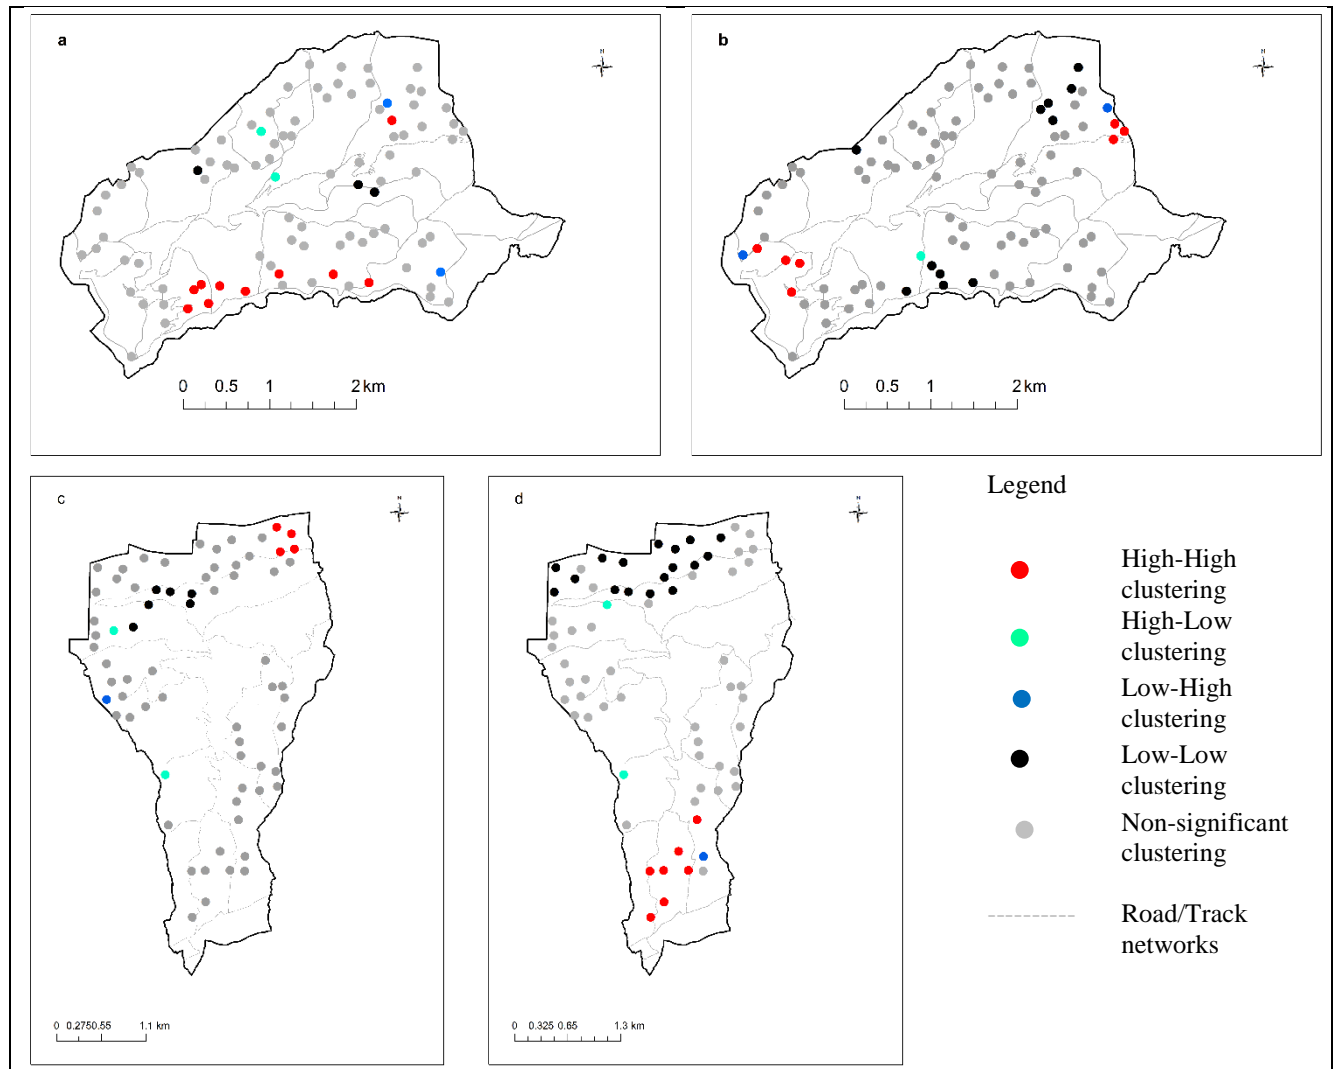 a
N
0 0.5 1 2 km
b
N
0 0.5 1 2 km
c
N
0 0.2750.55 1.1 km
d
N
0 0.325 0.65 1.3 km
Legend
High-High
clustering
High-Low
clustering
Low-High
clustering
Low-Low
clustering
Non-significant
clustering
Road/Track
networks